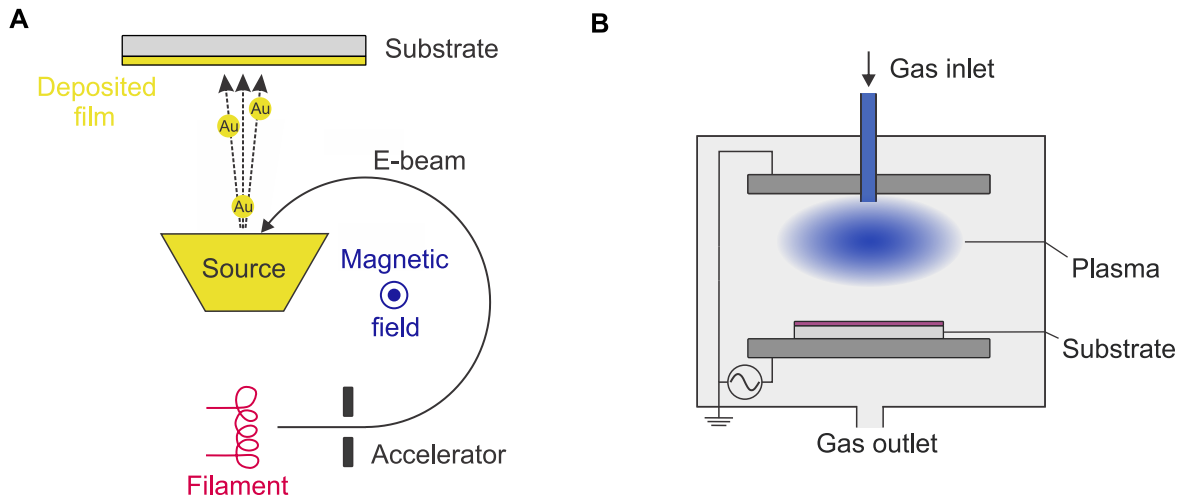 A
Substrate
Deposited
film
Au
Au
Au
E-beam
Source
Magnetic
field
Accelerator
Filament
B
Gas inlet
Plasma
Substrate
Gas outlet